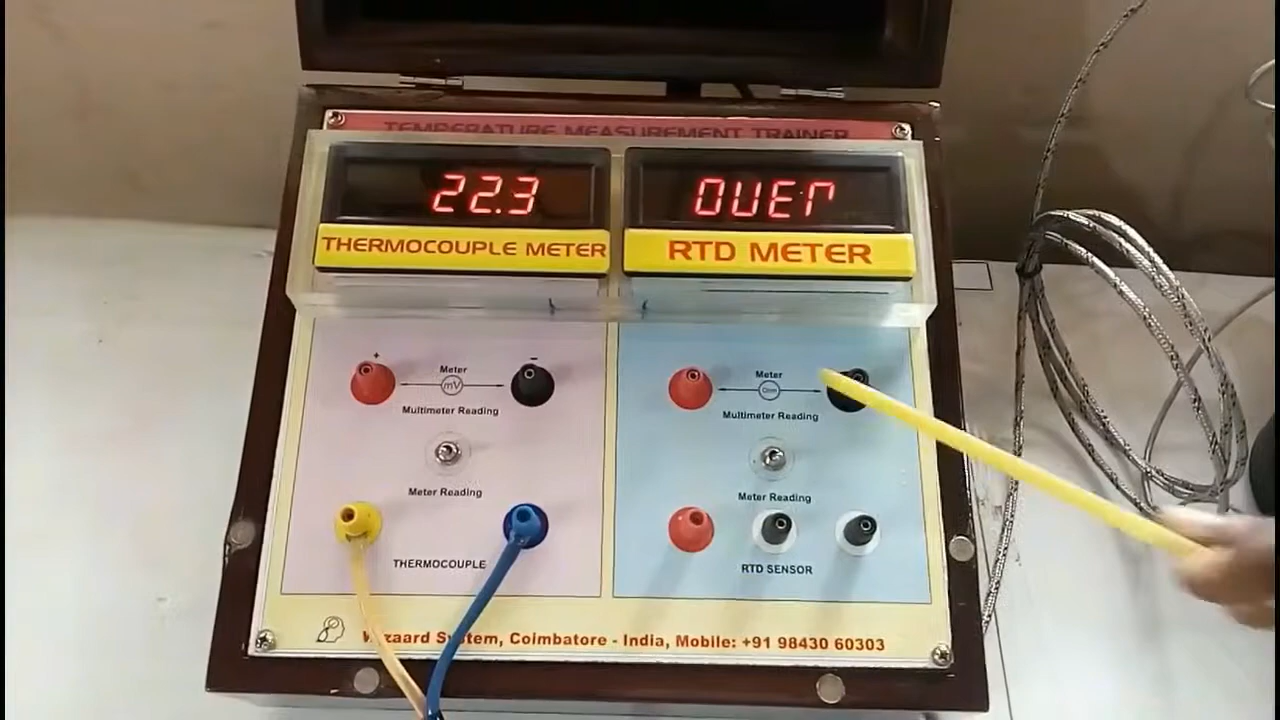 TEMPERATURE MEASUREMENT TRAINER
22.3 OVER
THERMOCOUPLE METER RTD METER
+ -
Meter
mV
Multimeter Reading
Meter Reading
THERMOCOUPLE
Meter
Ohm
Multimeter Reading
Meter Reading
RTD SENSOR
System, Coimbatore - India, Mobile: +91 98430 60303